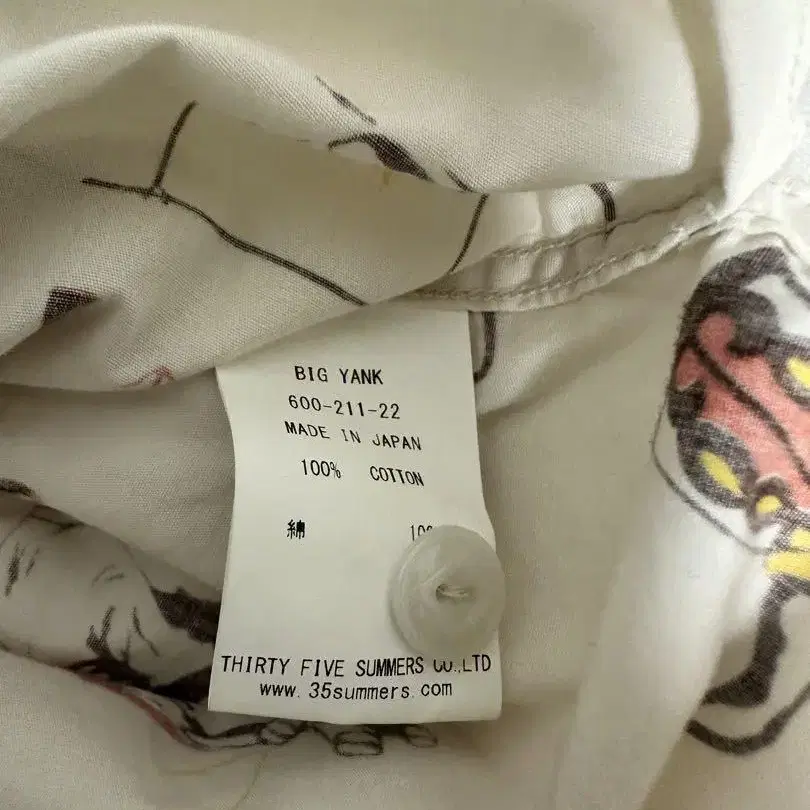 BIG YANK
600-211-22
MADE IN JAPAN
100% COTTON
綿
THIRTY FIVE SUMMERS CO.,LTD
www.35summers.com